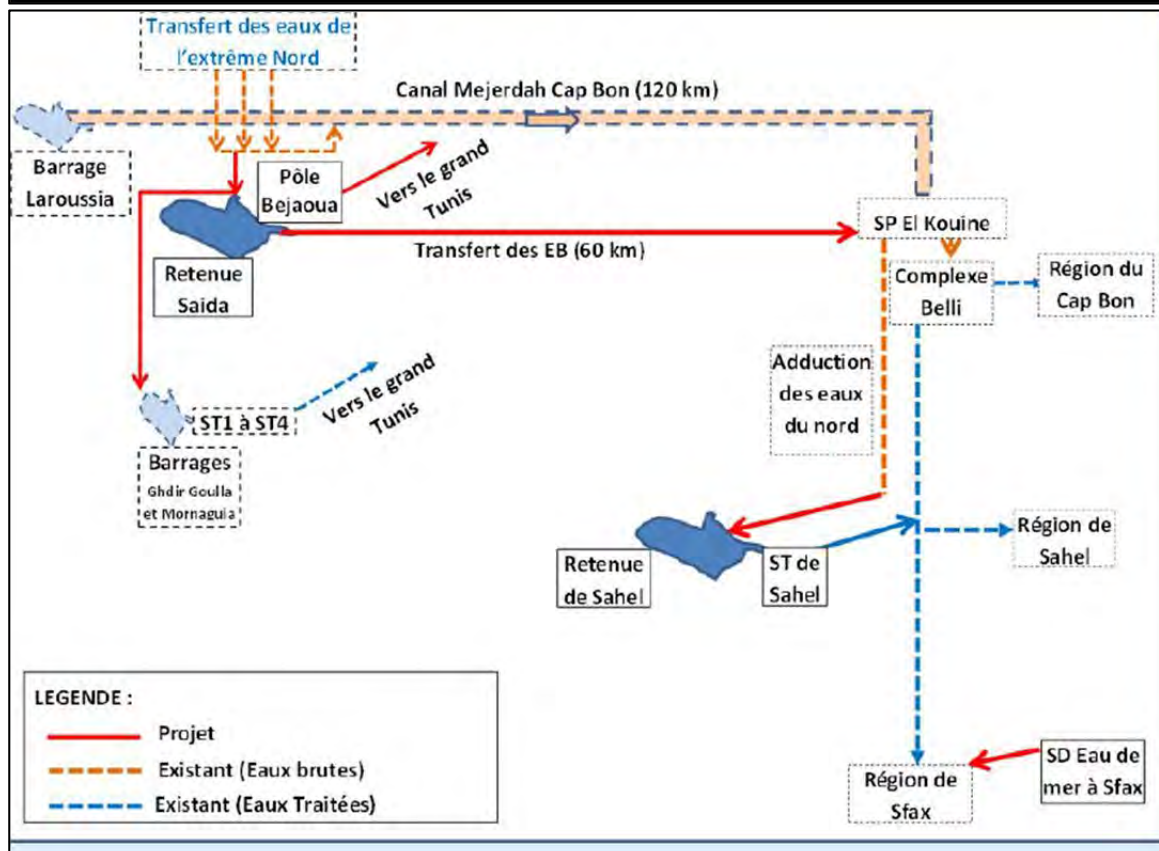 Transfert des eaux de
l'extrême Nord
Canal Mejerdah Cap Bon (120 km)
Barrage
Laroussia
Pôle
Bejaoua
Vers le grand
Tunis
SP El Kouine
Transfert des EB (60 km)
Retenue
Saida
Complexe
Belli
Région du
Cap Bon
Adduction
des eaux
du nord
Vers le grand
Tunis
ST1 à ST4
Barrages
Ghdir Goulla
et Mornaguia
Retenue
de Sahel
ST de
Sahel
Région de
Sahel
LEGENDE :
Projet
Existant (Eaux brutes)
Existant (Eaux Traitées)
Région de
Sfax
SD Eau de
mer à Sfax